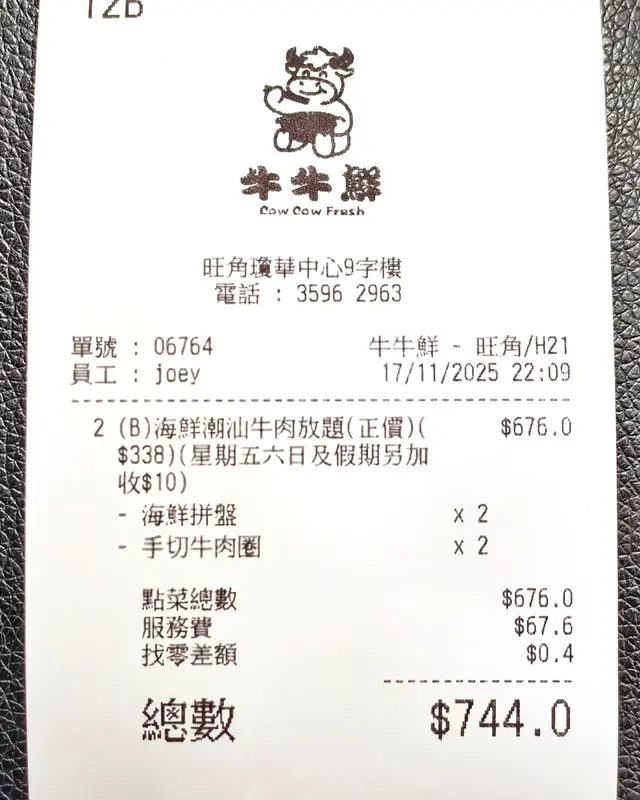 12B
牛牛鮮
Cow Cow Fresh
旺角瓊華中心9字樓
電話 : 3596 2963
單號 : 06764 牛牛鮮 - 旺角/H21
員工 : joey 17/11/2025 22:09
2 (B)海鮮潮汕牛肉放題(正價)( $676.0
$338)(星期五六日及假期另加
收$10)
- 海鮮拼盤 x 2
- 手切牛肉圈 x 2
點菜總數 $676.0
服務費 $67.6
找零差額 $0.4
總數 $744.0